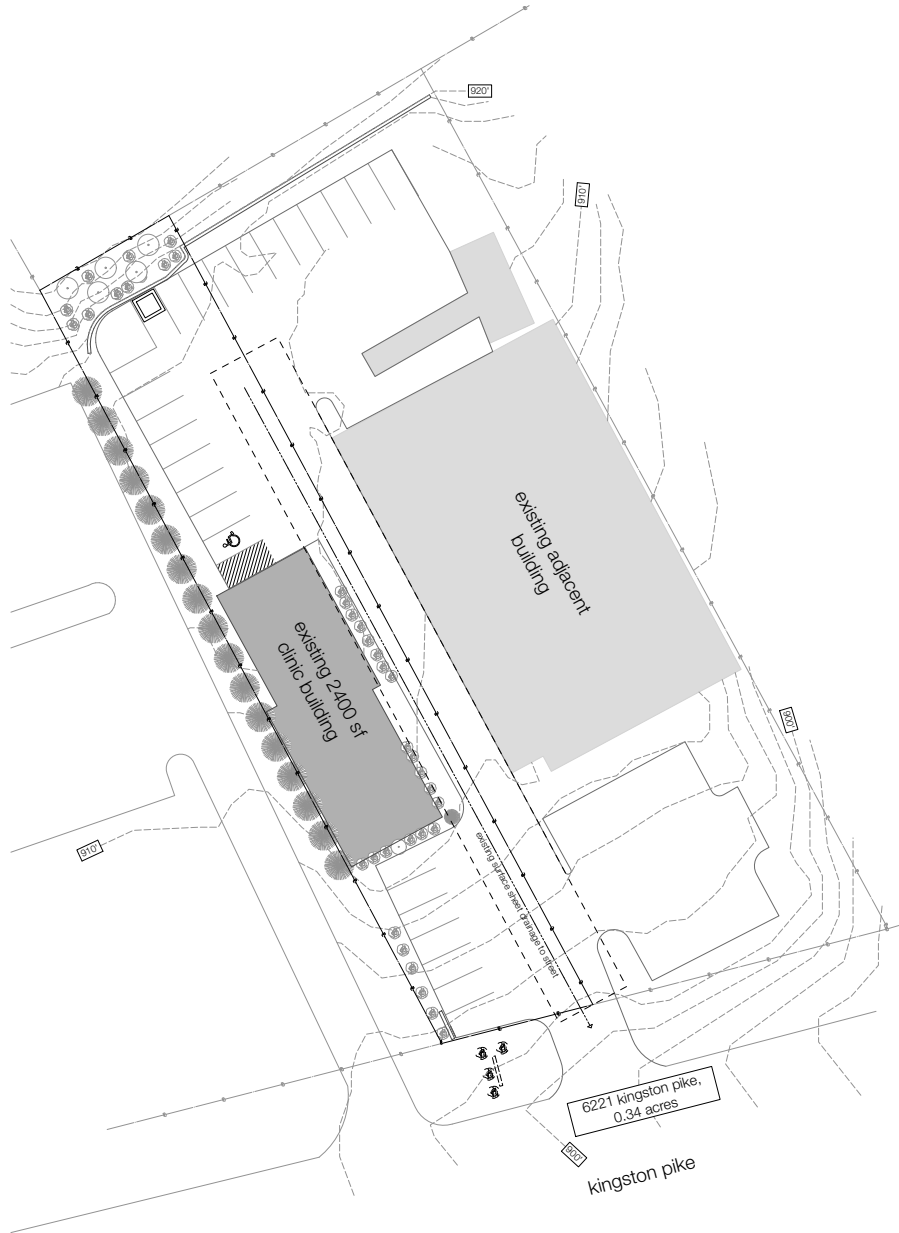 920'
910'
existing adjacent
building
existing 2400 sf
clinic building
900'
910'
existing surface sheet drainage to street
6221 kingston pike,
0.34 acres
900'
kingston pike